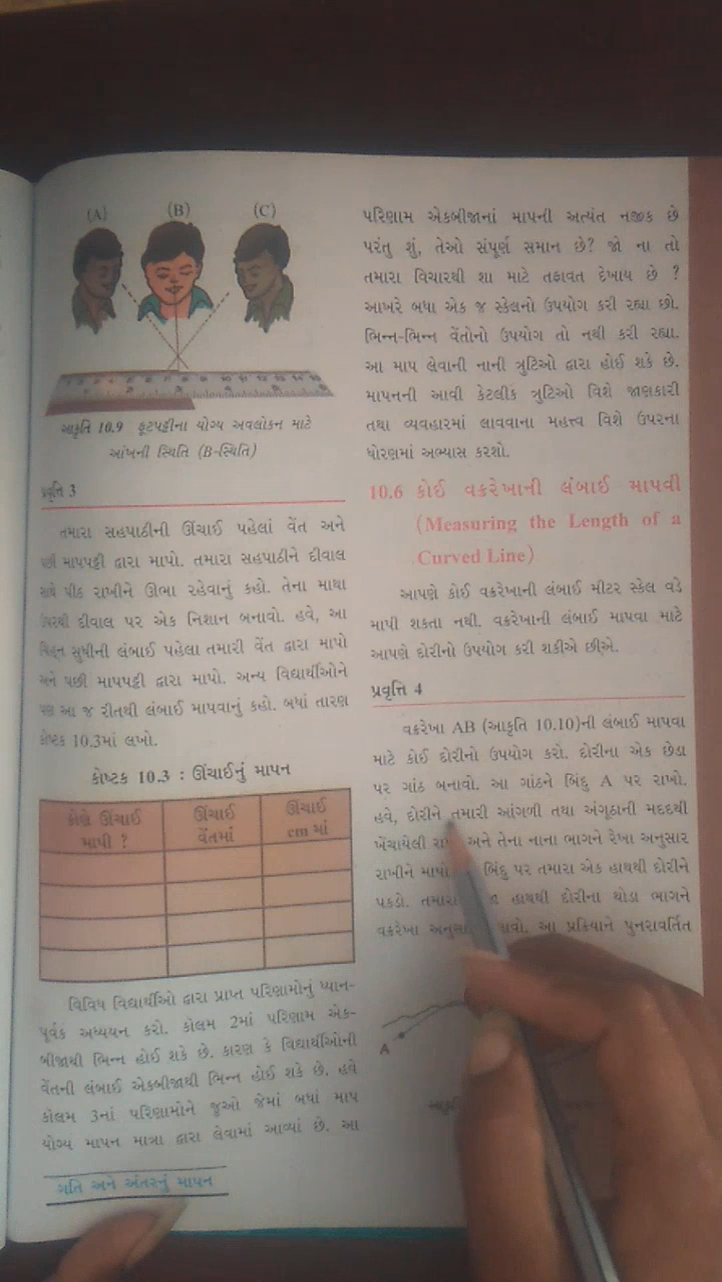 (A) (B) (C)
આકૃતિ 10.9 ફૂટપટ્ટીના યોગ્ય અવલોકન માટે
આંખની સ્થિતિ (B-સ્થિતિ)
પ્રવૃત્તિ 3
તમારા સહપાઠીની ઊંચાઈ પહેલાં વેંત અને
પછી માપપટ્ટી દ્વારા માપો. તમારા સહપાઠીને દીવાલ
સાથે પીઠ રાખીને ઊભા રહેવાનું કહો. તેના માથા
ઉપરથી દીવાલ પર એક નિશાન બનાવો. હવે, આ
ચિહ્ન સુધીની લંબાઈ પહેલા તમારી વેંત દ્વારા માપો
અને પછી માપપટ્ટી દ્વારા માપો. અન્ય વિદ્યાર્થીઓને
પણ આ જ રીતથી લંબાઈ માપવાનું કહો. બધાં તારણ
કોષ્ટક 10.3માં લખો.
કોષ્ટક 10.3 : ઊંચાઈનું માપન
કોણે ઊંચાઈ માપી ?
ઊંચાઈ વેંતમાં
ઊંચાઈ cm માં
વિવિધ વિદ્યાર્થીઓ દ્વારા પ્રાપ્ત પરિણામોનું ધ્યાન-
પૂર્વક અધ્યયન કરો. કૉલમ 2માં પરિણામ એક-
બીજાથી ભિન્ન હોઈ શકે છે. કારણ કે વિદ્યાર્થીઓની
વેંતની લંબાઈ એકબીજાથી ભિન્ન હોઈ શકે છે. હવે
કૉલમ 3નાં પરિણામોને જુઓ જેમાં બધાં માપ
યોગ્ય માપન માત્રા દ્વારા લેવામાં આવ્યાં છે. આ
ગતિ અને અંતરનું માપન
પરિણામ એકબીજાનાં માપની અત્યંત નજીક છે
પરંતુ શું, તેઓ સંપૂર્ણ સમાન છે? જો ના તો
તમારા વિચારથી શા માટે તફાવત દેખાય છે ?
આખરે બધા એક જ સ્કેલનો ઉપયોગ કરી રહ્યા છો.
ભિન્ન-ભિન્ન વેંતોનો ઉપયોગ તો નથી કરી રહ્યા.
આ માપ લેવાની નાની ત્રુટિઓ દ્વારા હોઈ શકે છે.
માપનની આવી કેટલીક ત્રુટિઓ વિશે જાણકારી
તથા વ્યવહારમાં લાવવાના મહત્ત્વ વિશે ઉપરના
ધોરણમાં અભ્યાસ કરશો.
10.6 કોઈ વક્રરેખાની લંબાઈ માપવી
(Measuring the Length of a
Curved Line)
આપણે કોઈ વક્રરેખાની લંબાઈ મીટર સ્કેલ વડે
માપી શકતા નથી. વક્રરેખાની લંબાઈ માપવા માટે
આપણે દોરીનો ઉપયોગ કરી શકીએ છીએ.
પ્રવૃત્તિ 4
વક્રરેખા AB (આકૃતિ 10.10)ની લંબાઈ માપવા
માટે કોઈ દોરીનો ઉપયોગ કરો. દોરીના એક છેડા
પર ગાંઠ બનાવો. આ ગાંઠને બિંદુ A પર રાખો.
હવે, દોરીને તમારી આંગળી તથા અંગૂઠાની મદદથી
ખેંચાયેલી અને તેના નાના ભાગને રેખા અનુસાર
રાખીને માપો બિંદુ પર તમારા એક હાથથી દોરીને
પકડો. તમારા હાથથી દોરીના થોડા ભાગને
વક્રરેખા આ પ્રક્રિયાને પુનરાવર્તિત
A